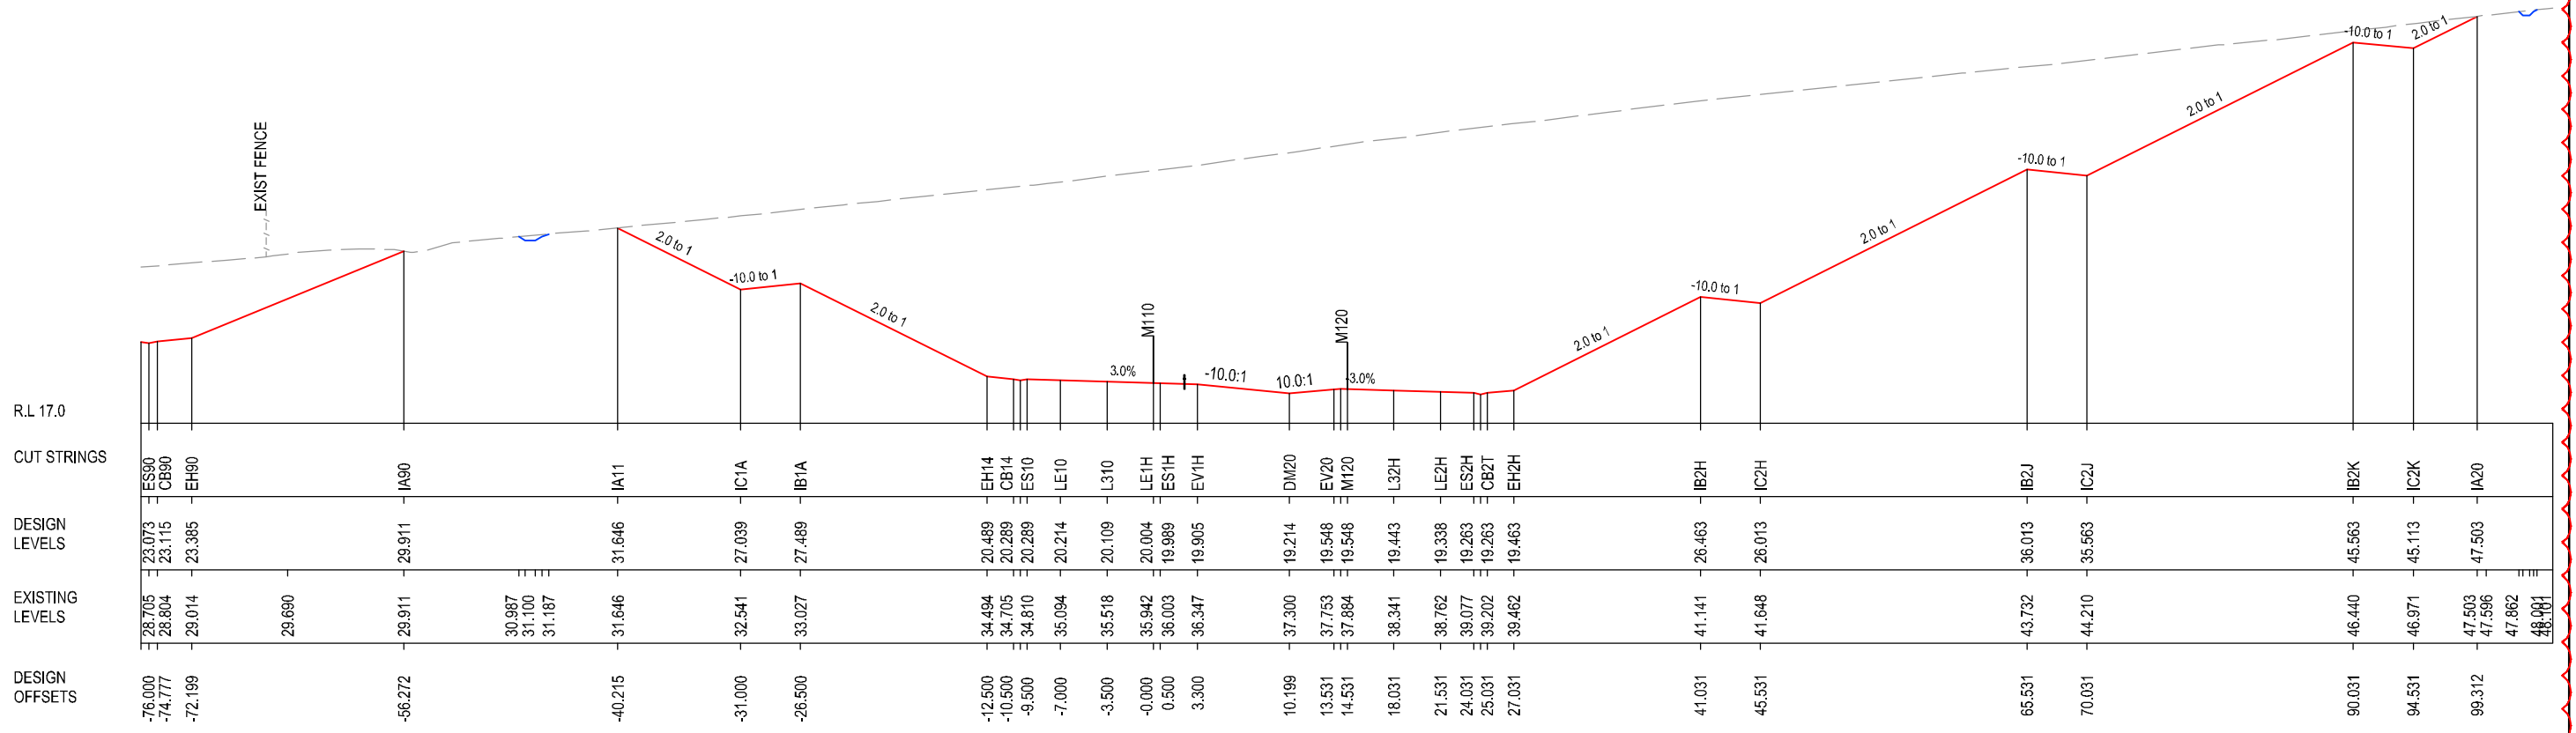 EXIST FENCE
2.0 to 1
-10.0 to 1
2.0 to 1
3.0%
M110
-10.0:1
10.0:1
M120
-3.0%
2.0 to 1
-10.0 to 1
2.0 to 1
-10.0 to 1
2.0 to 1
-10.0 to 1
2.0 to 1
R.L 17.0
CUT STRINGS
ES90 CB90 EH90 IA90 IA11 IC1A IB1A EH14 CB14 ES10 LE10 L310 LE1H ES1H EV1H DM20 EV20 M120 L32H LE2H ES2H CB2T EH2H IB2H IC2H IB2J IC2J IB2K IC2K IA20
DESIGN
LEVELS
23.073 23.115 23.385 29.911 31.646 27.039 27.489 20.489 20.289 20.289 20.214 20.109 20.004 19.989 19.905 19.214 19.548 19.548 19.443 19.338 19.263 19.263 19.463 26.463 26.013 36.013 35.563 45.563 45.113 47.503
EXISTING
LEVELS
28.705 28.804 29.014 29.690 29.911 30.987 31.100 31.187 31.646 32.541 33.027 34.494 34.705 34.810 35.094 35.518 35.942 36.003 36.347 37.300 37.753 37.884 38.341 38.762 39.077 39.202 39.462 41.141 41.648 43.732 44.210 46.440 46.971 47.503 47.596 47.862 48.001 48.101
DESIGN
OFFSETS
-76.000 -74.777 -72.199 -56.272 -40.215 -31.000 -26.500 -12.500 -10.500 -9.500 -7.000 -3.500 -0.000 0.500 3.300 10.199 13.531 14.531 18.031 21.531 24.031 25.031 27.031 41.031 45.531 65.531 70.031 90.031 94.531 99.312